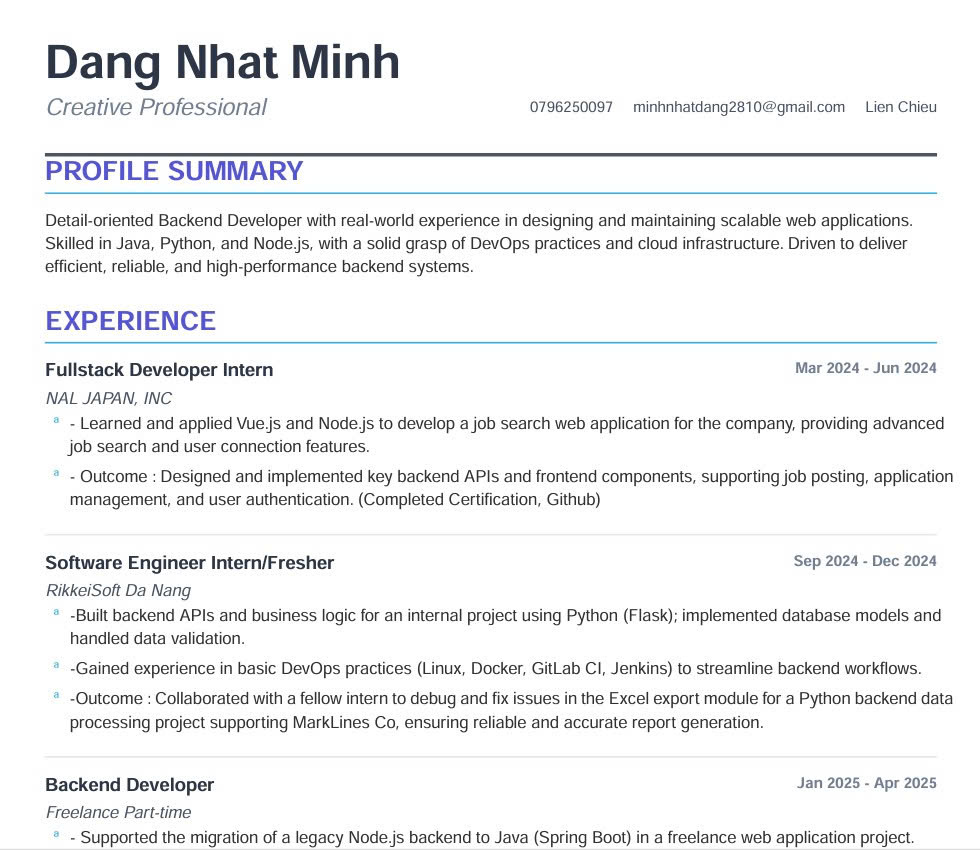 Dang Nhat Minh
Creative Professional
0796250097 minhnhatdang2810@gmail.com Lien Chieu
PROFILE SUMMARY
Detail-oriented Backend Developer with real-world experience in designing and maintaining scalable web applications.
Skilled in Java, Python, and Node.js, with a solid grasp of DevOps practices and cloud infrastructure. Driven to deliver
efficient, reliable, and high-performance backend systems.
EXPERIENCE
Fullstack Developer Intern Mar 2024 - Jun 2024
NAL JAPAN, INC
ª - Learned and applied Vue.js and Node.js to develop a job search web application for the company, providing advanced
job search and user connection features.
ª - Outcome : Designed and implemented key backend APIs and frontend components, supporting job posting, application
management, and user authentication. (Completed Certification, Github)
Software Engineer Intern/Fresher Sep 2024 - Dec 2024
RikkeiSoft Da Nang
ª -Built backend APIs and business logic for an internal project using Python (Flask); implemented database models and
handled data validation.
ª -Gained experience in basic DevOps practices (Linux, Docker, GitLab CI, Jenkins) to streamline backend workflows.
ª -Outcome : Collaborated with a fellow intern to debug and fix issues in the Excel export module for a Python backend data
processing project supporting MarkLines Co, ensuring reliable and accurate report generation.
Backend Developer Jan 2025 - Apr 2025
Freelance Part-time
ª - Supported the migration of a legacy Node.js backend to Java (Spring Boot) in a freelance web application project.